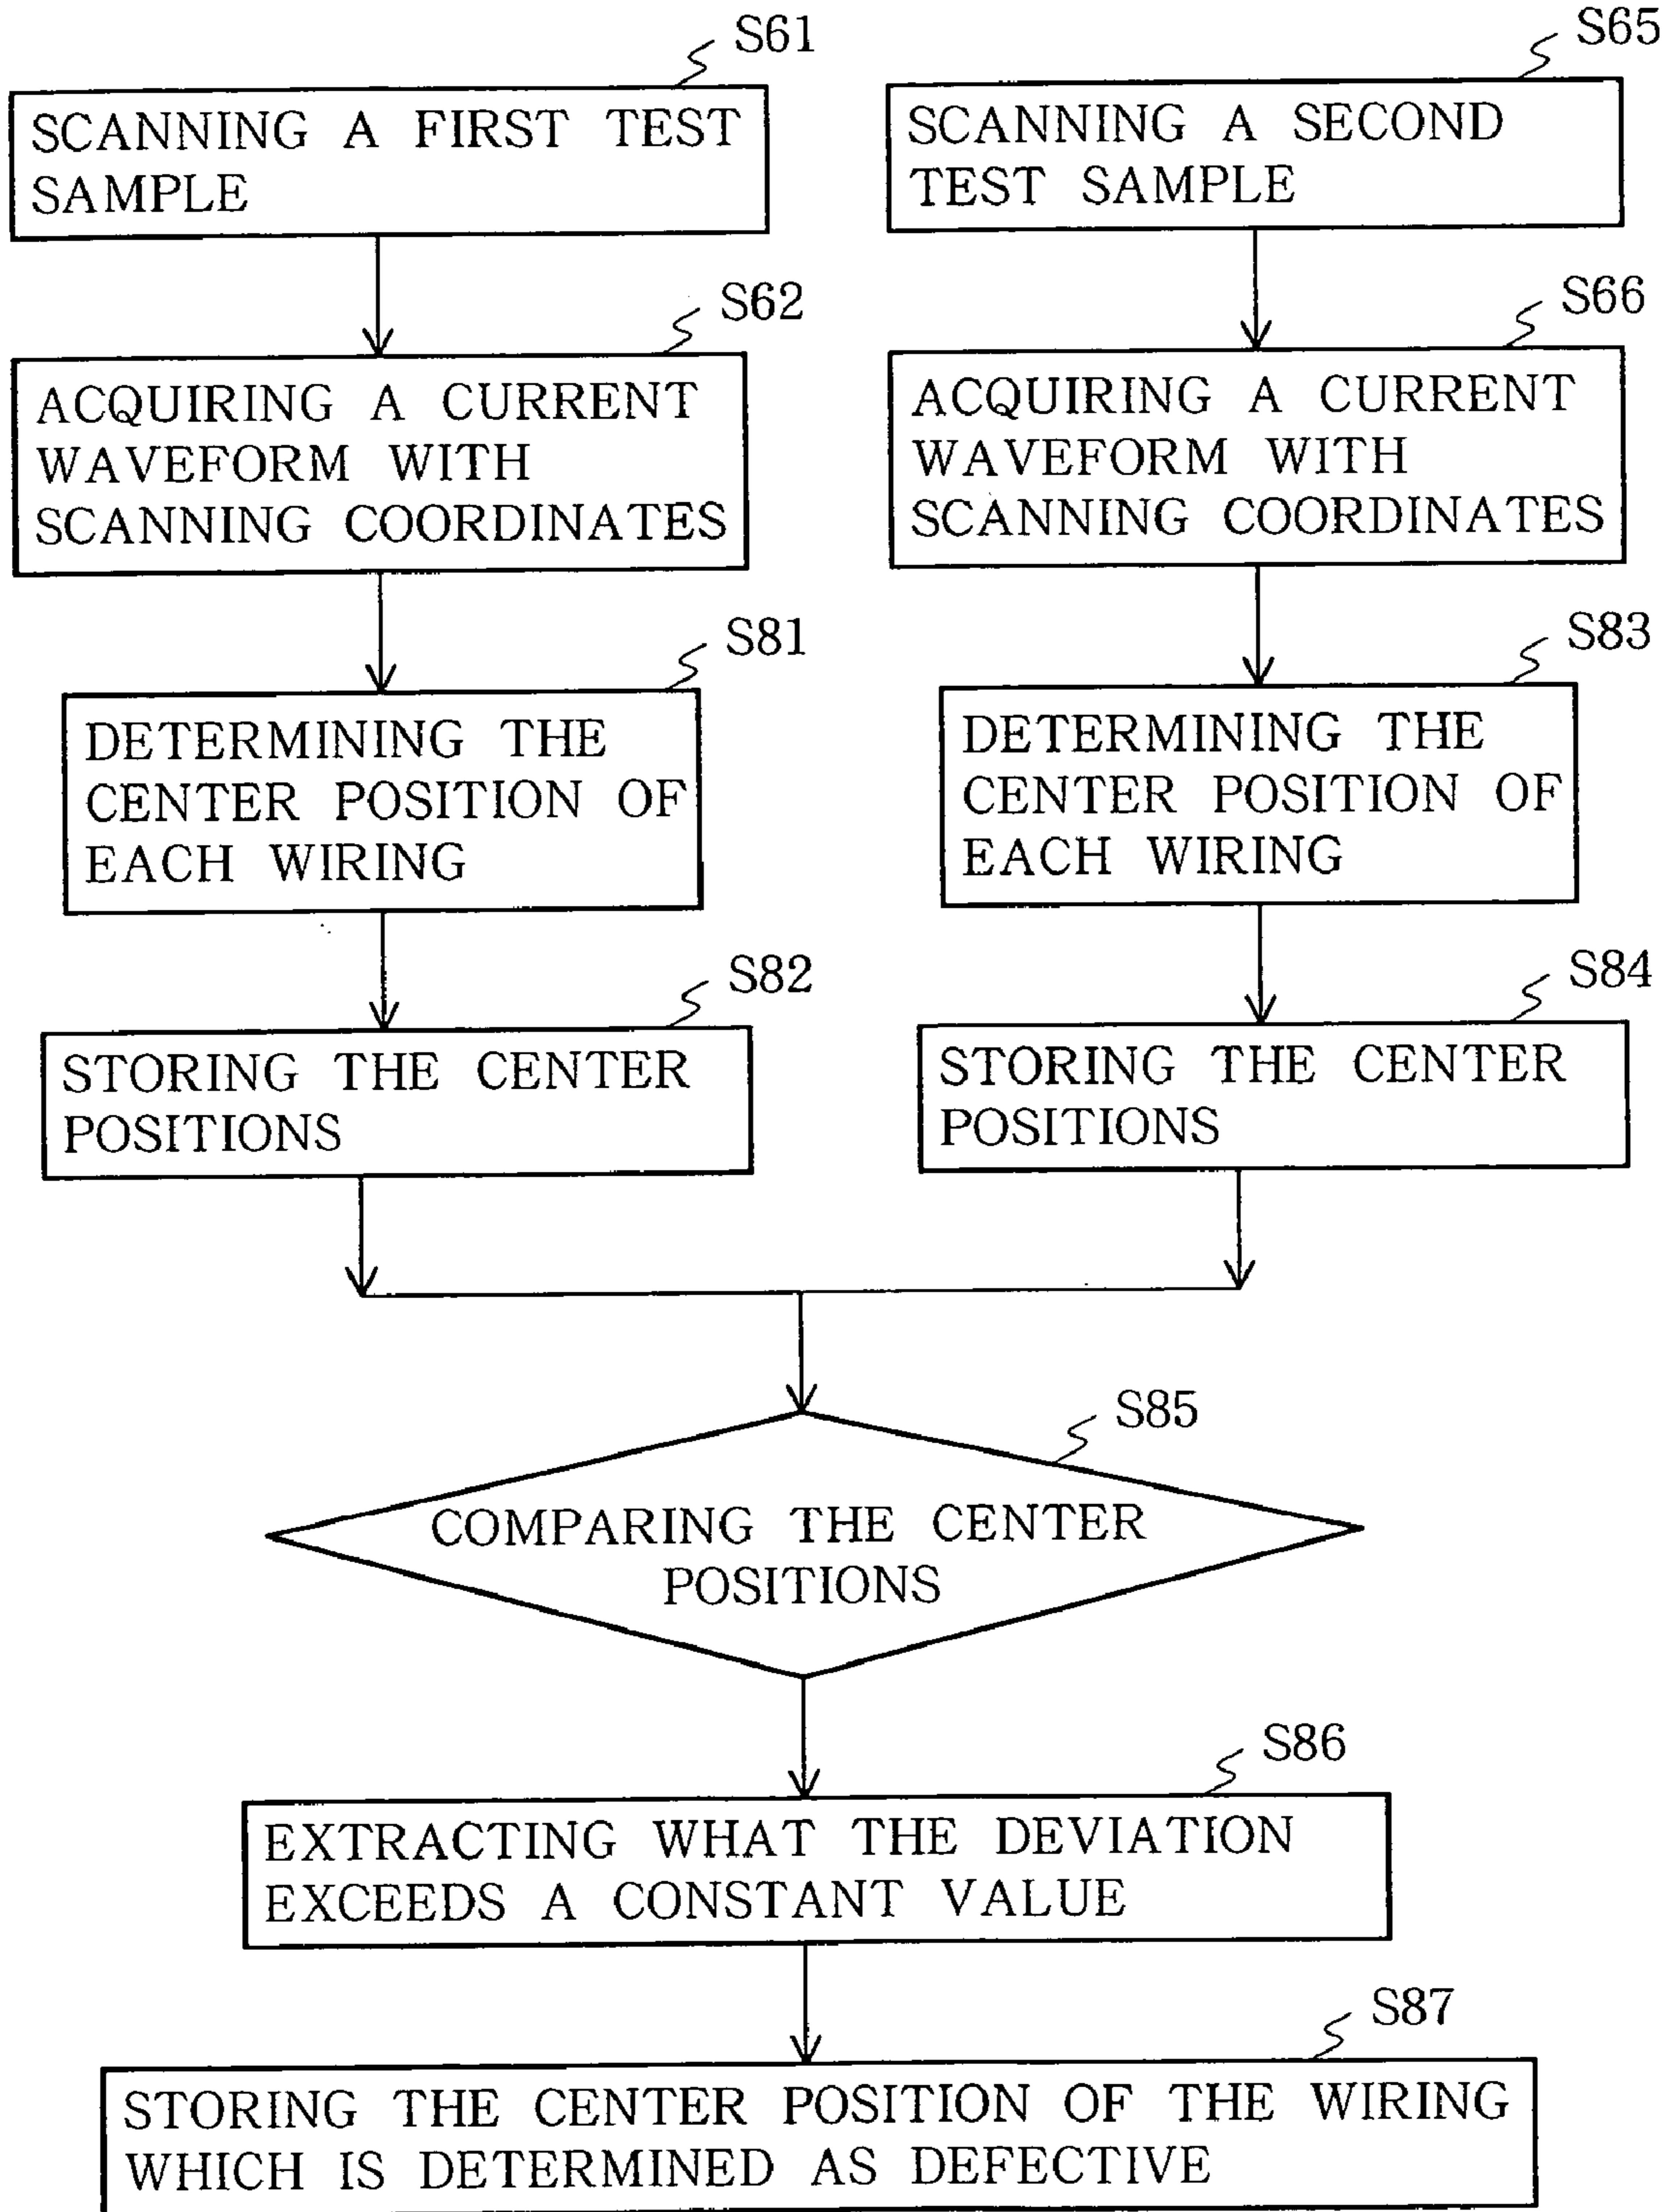 S61
SCANNING A FIRST TEST
SAMPLE
S62
ACQUIRING A CURRENT
WAVEFORM WITH
SCANNING COORDINATES
S81
DETERMINING THE
CENTER POSITION OF
EACH WIRING
S82
STORING THE CENTER
POSITIONS
S65
SCANNING A SECOND
TEST SAMPLE
S66
ACQUIRING A CURRENT
WAVEFORM WITH
SCANNING COORDINATES
S83
DETERMINING THE
CENTER POSITION OF
EACH WIRING
S84
STORING THE CENTER
POSITIONS
S85
COMPARING THE CENTER
POSITIONS
S86
EXTRACTING WHAT THE DEVIATION
EXCEEDS A CONSTANT VALUE
S87
STORING THE CENTER POSITION OF THE WIRING
WHICH IS DETERMINED AS DEFECTIVE